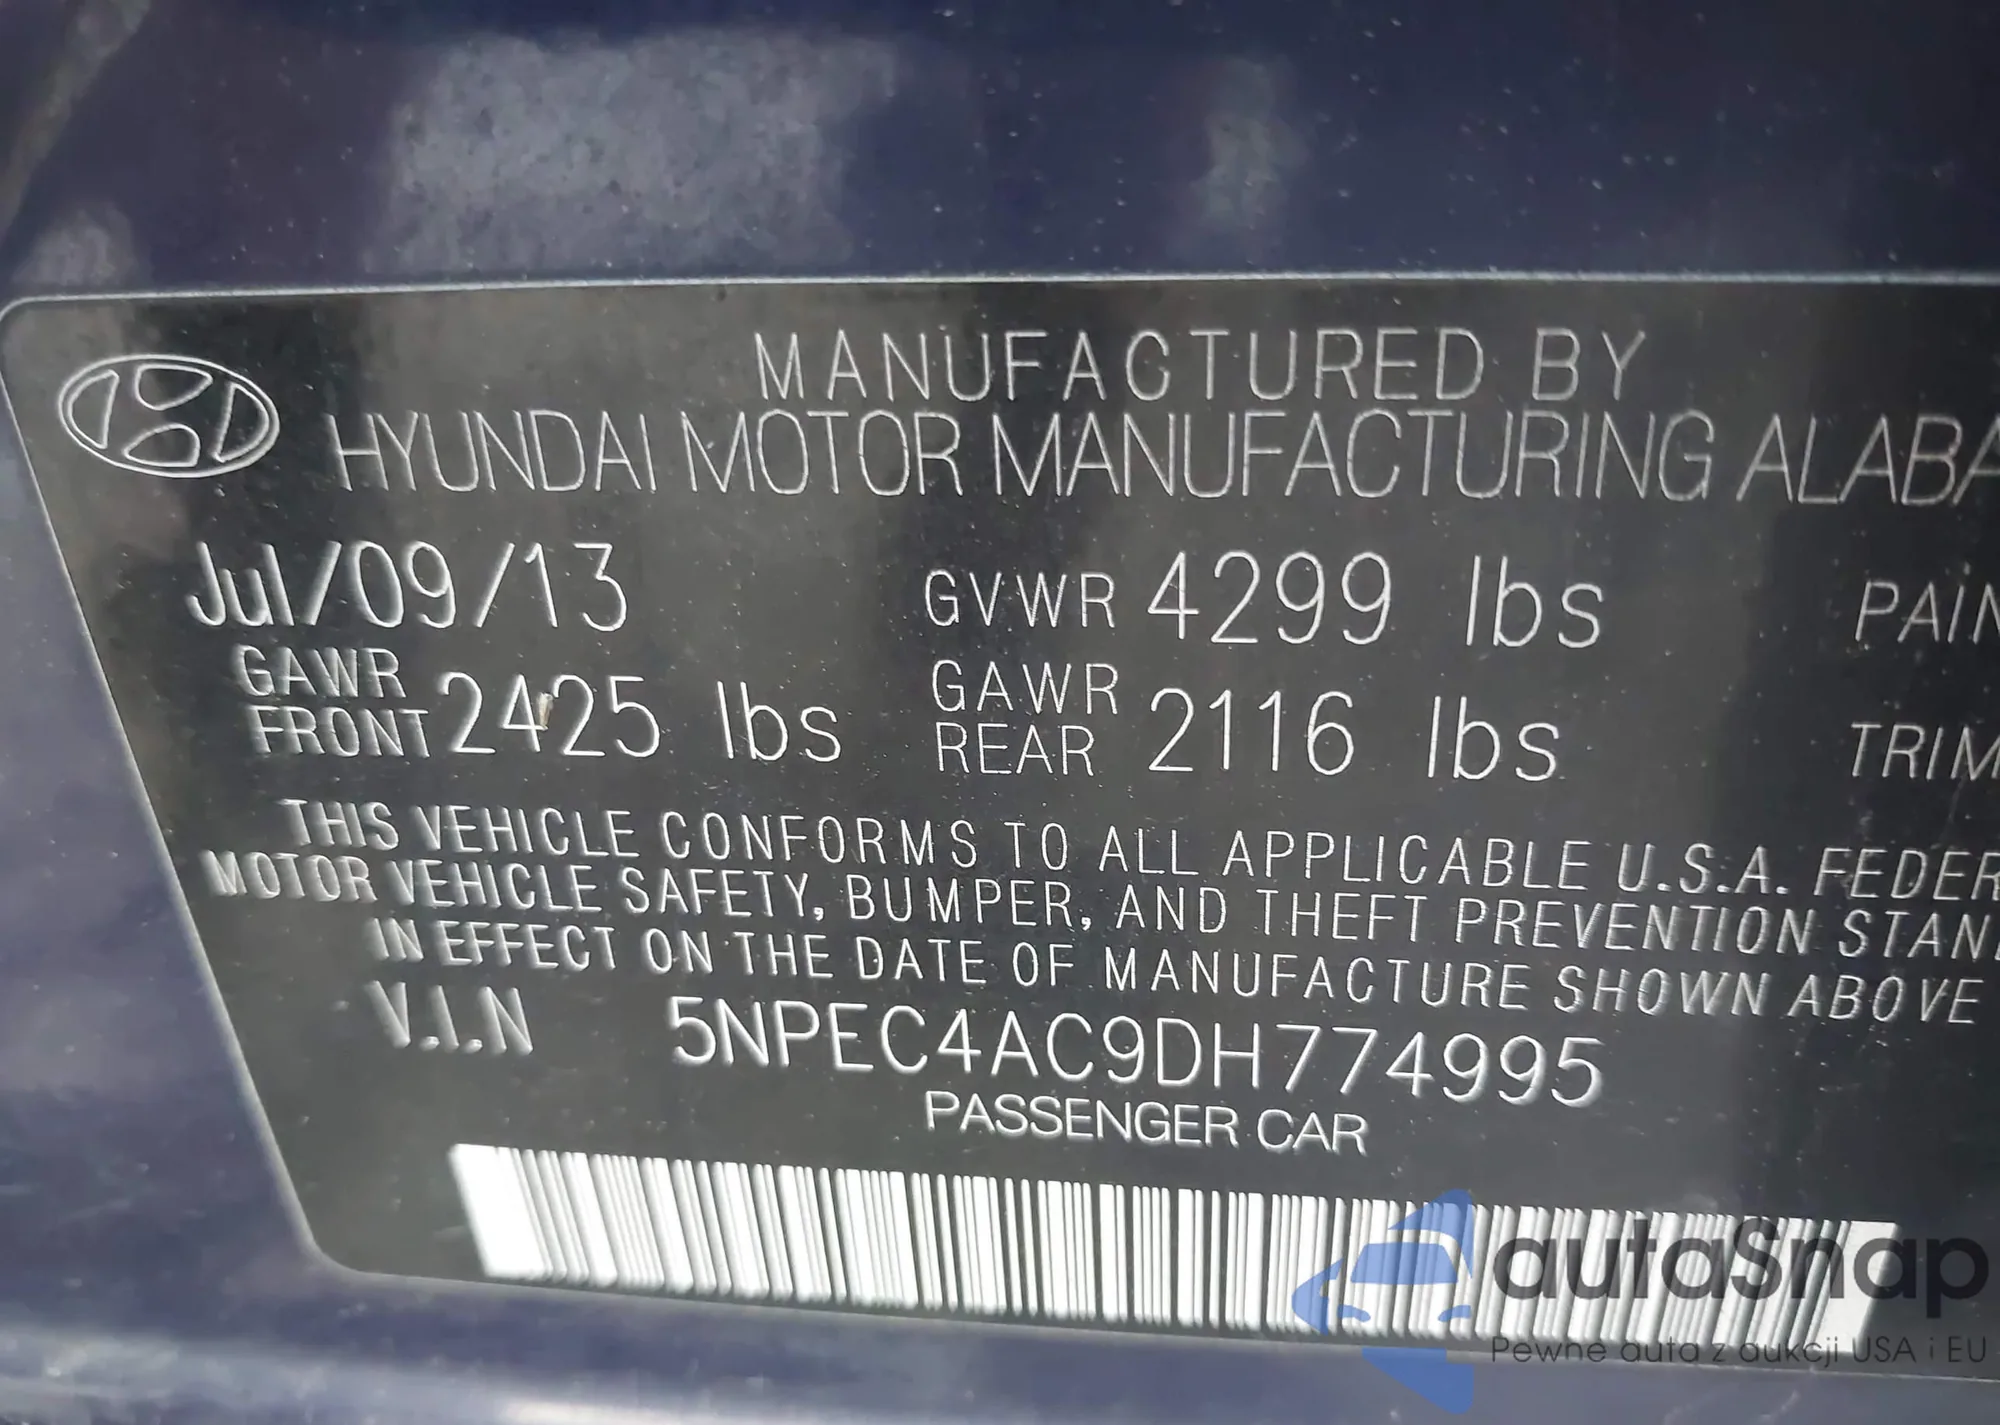 MANUFACTURED BY
HYUNDAI MOTOR MANUFACTURING ALABA
Jul/09/13 GVWR 4299 lbs PAIN
GAWR FRONT 2425 lbs GAWR REAR 2116 lbs TRIM
THIS VEHICLE CONFORMS TO ALL APPLICABLE U.S.A. FEDER
MOTOR VEHICLE SAFETY, BUMPER, AND THEFT PREVENTION STAN
IN EFFECT ON THE DATE OF MANUFACTURE SHOWN ABOVE
V.I.N 5NPEC4AC9DH774995
PASSENGER CAR
autaSnap
Pewne auta z aukcji USA i EU